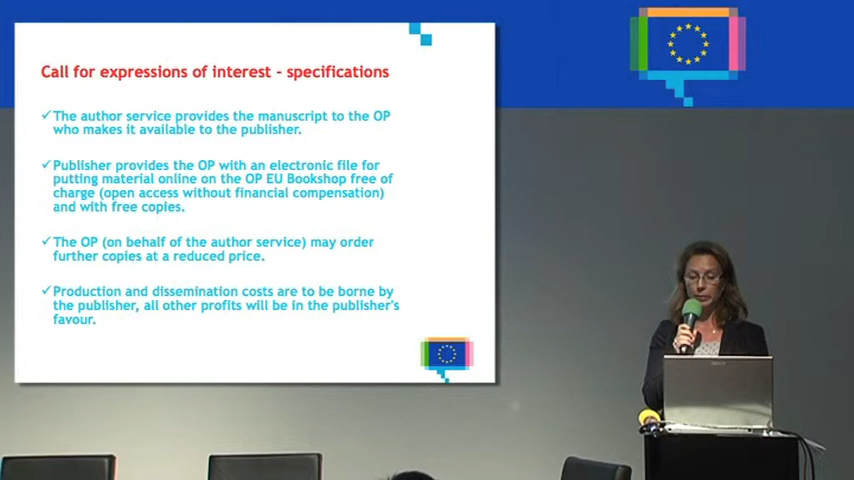 Call for expressions of interest - specifications
✓The author service provides the manuscript to the OP
who makes it available to the publisher.
✓Publisher provides the OP with an electronic file for
putting material online on the OP EU Bookshop free of
charge (open access without financial compensation)
and with free copies.
✓The OP (on behalf of the author service) may order
further copies at a reduced price.
✓Production and dissemination costs are to be borne by
the publisher, all other profits will be in the publisher's
favour.